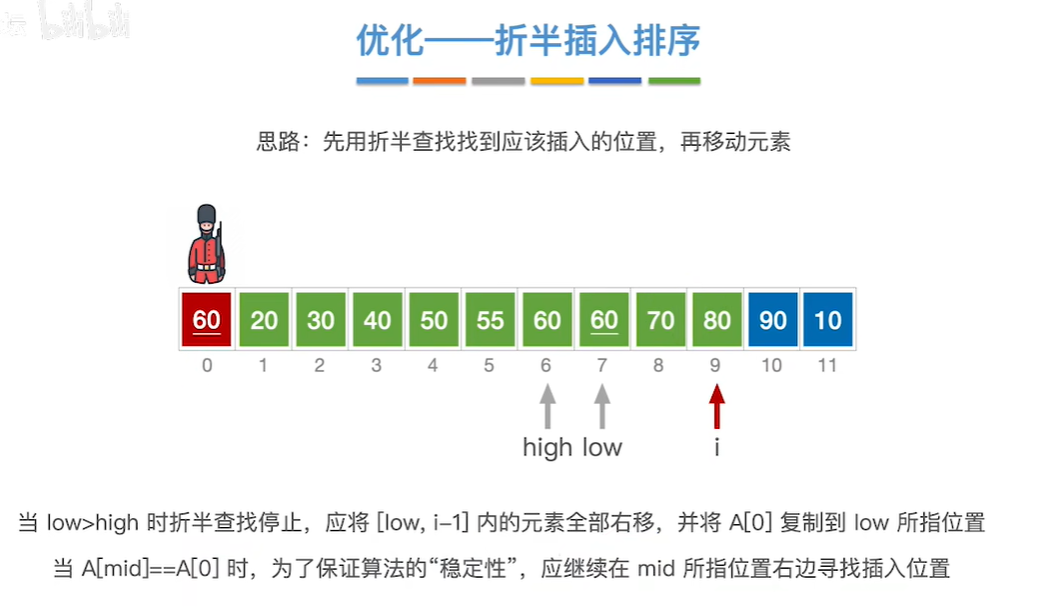 坛 bilibili
优化——折半插入排序
思路：先用折半查找找到应该插入的位置，再移动元素
60 20 30 40 50 55 60 60 70 80 90 10
0 1 2 3 4 5 6 7 8 9 10 11
high low i
当 low>high 时折半查找停止，应将 [low, i-1] 内的元素全部右移，并将 A[0] 复制到 low 所指位置
当 A[mid]==A[0] 时，为了保证算法的“稳定性”，应继续在 mid 所指位置右边寻找插入位置